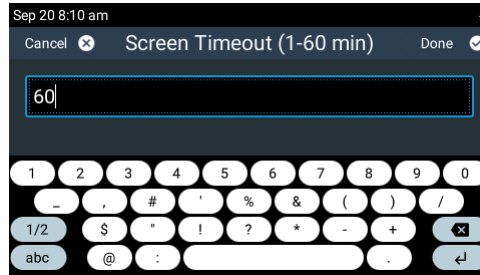 Sep 20 8:10 am
Cancel Screen Timeout (1-60 min) Done
60
1 2 3 4 5 6 7 8 9 0
_ , # ' % & ( ) /
1/2 $ " ! ? * - +
abc @ : .